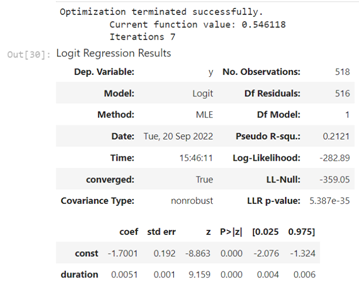 Optimization terminated successfully.
Current function value: 0.546118
Iterations 7
Out[30]: Logit Regression Results
Dep. Variable: y No. Observations: 518
Model: Logit Df Residuals: 516
Method: MLE Df Model: 1
Date: Tue, 20 Sep 2022 Pseudo R-squ.: 0.2121
Time: 15:46:11 Log-Likelihood: -282.89
converged: True LL-Null: -359.05
Covariance Type: nonrobust LLR p-value: 5.387e-35
coef std err z P>|z| [0.025 0.975]
const -1.7001 0.192 -8.863 0.000 -2.076 -1.324
duration 0.0051 0.001 9.159 0.000 0.004 0.006